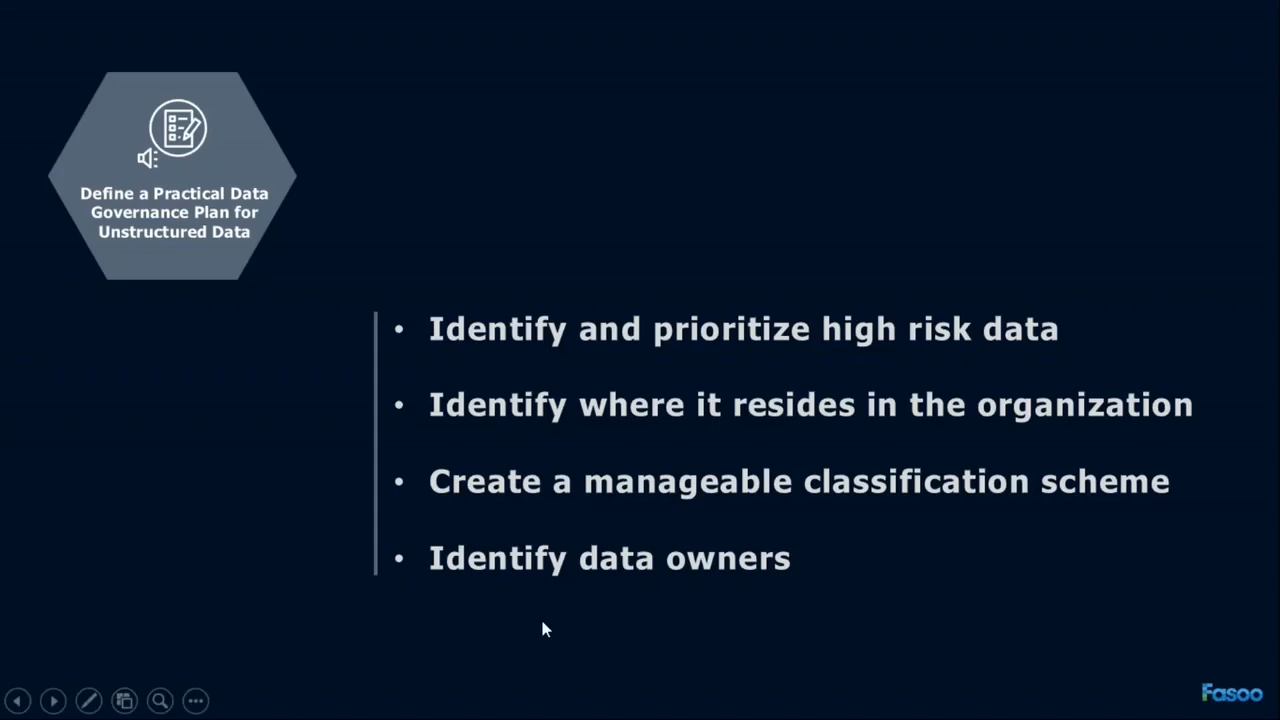 Define a Practical Data
Governance Plan for
Unstructured Data
• Identify and prioritize high risk data
• Identify where it resides in the organization
• Create a manageable classification scheme
• Identify data owners
Fasoo